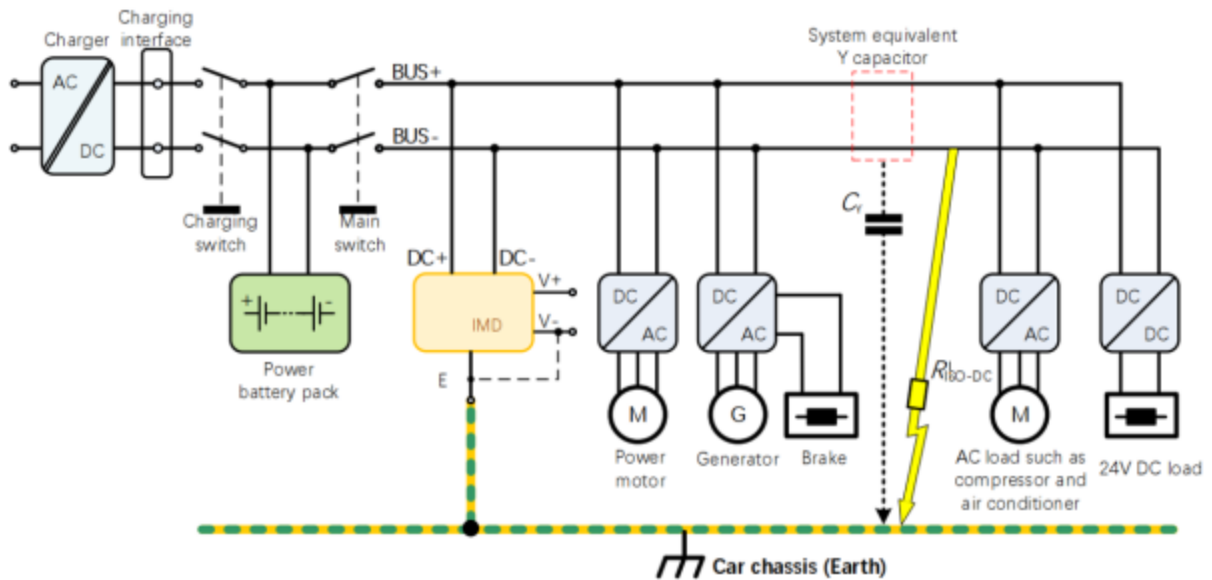 Charger
Charging
interface
AC
DC
BUS+
BUS-
System equivalent
Y capacitor
Charging
switch
Main
switch
DC+
DC-
V+
V-
IMD
E
+
-
Power
battery pack
DC
AC
M
Power
motor
DC
AC
G
Generator
Brake
CY
RISO-DC
DC
AC
M
AC load such as
compressor and
air conditioner
DC
DC
24V DC load
Car chassis (Earth)